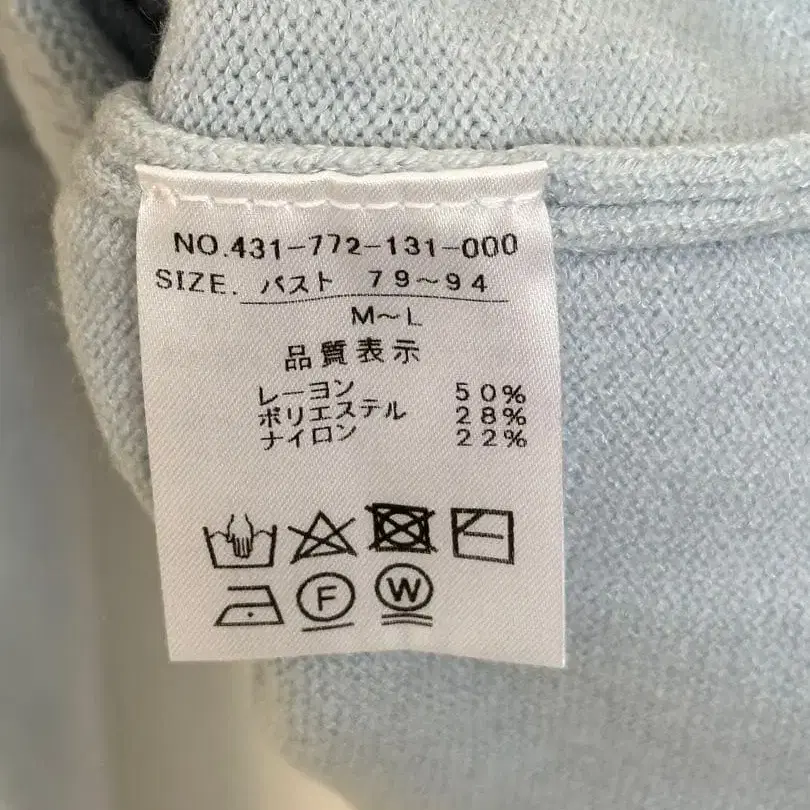 NO.431-772-131-000
SIZE. バスト 79~94
M~L
品質表示
レーヨン 50%
ポリエステル 28%
ナイロン 22%
F W